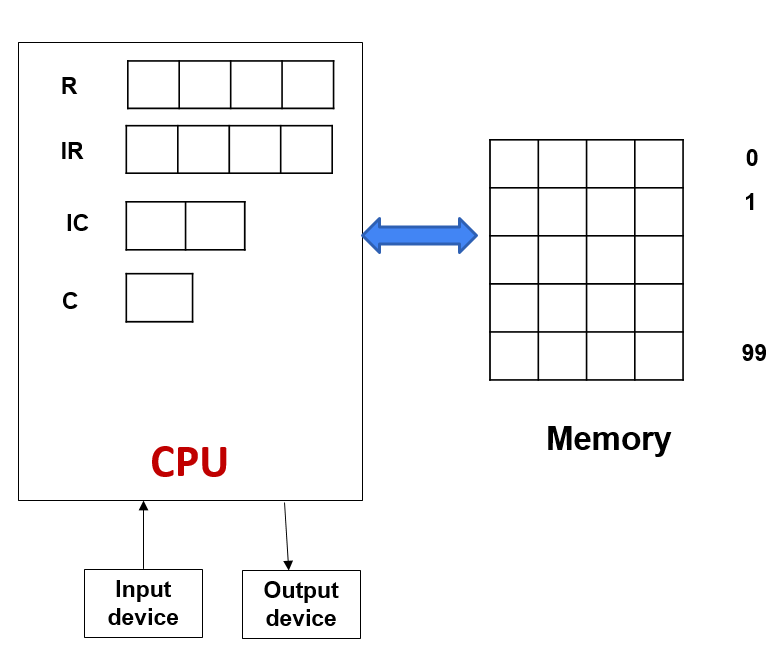 R
IR
IC
C
CPU
Input
device
Output
device
0
1
99
Memory